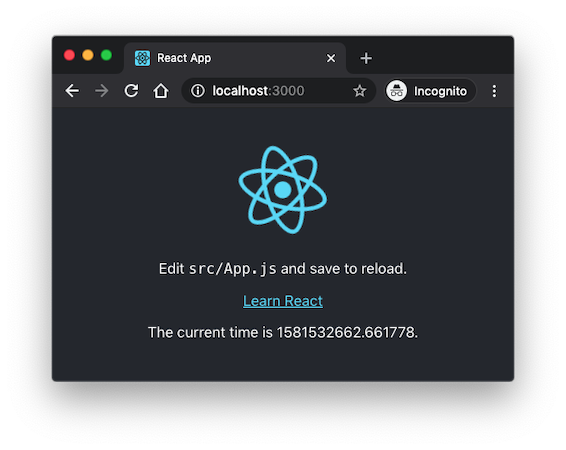 React App
localhost:3000
Incognito
Edit src/App.js and save to reload.
Learn React
The current time is 1581532662.661778.